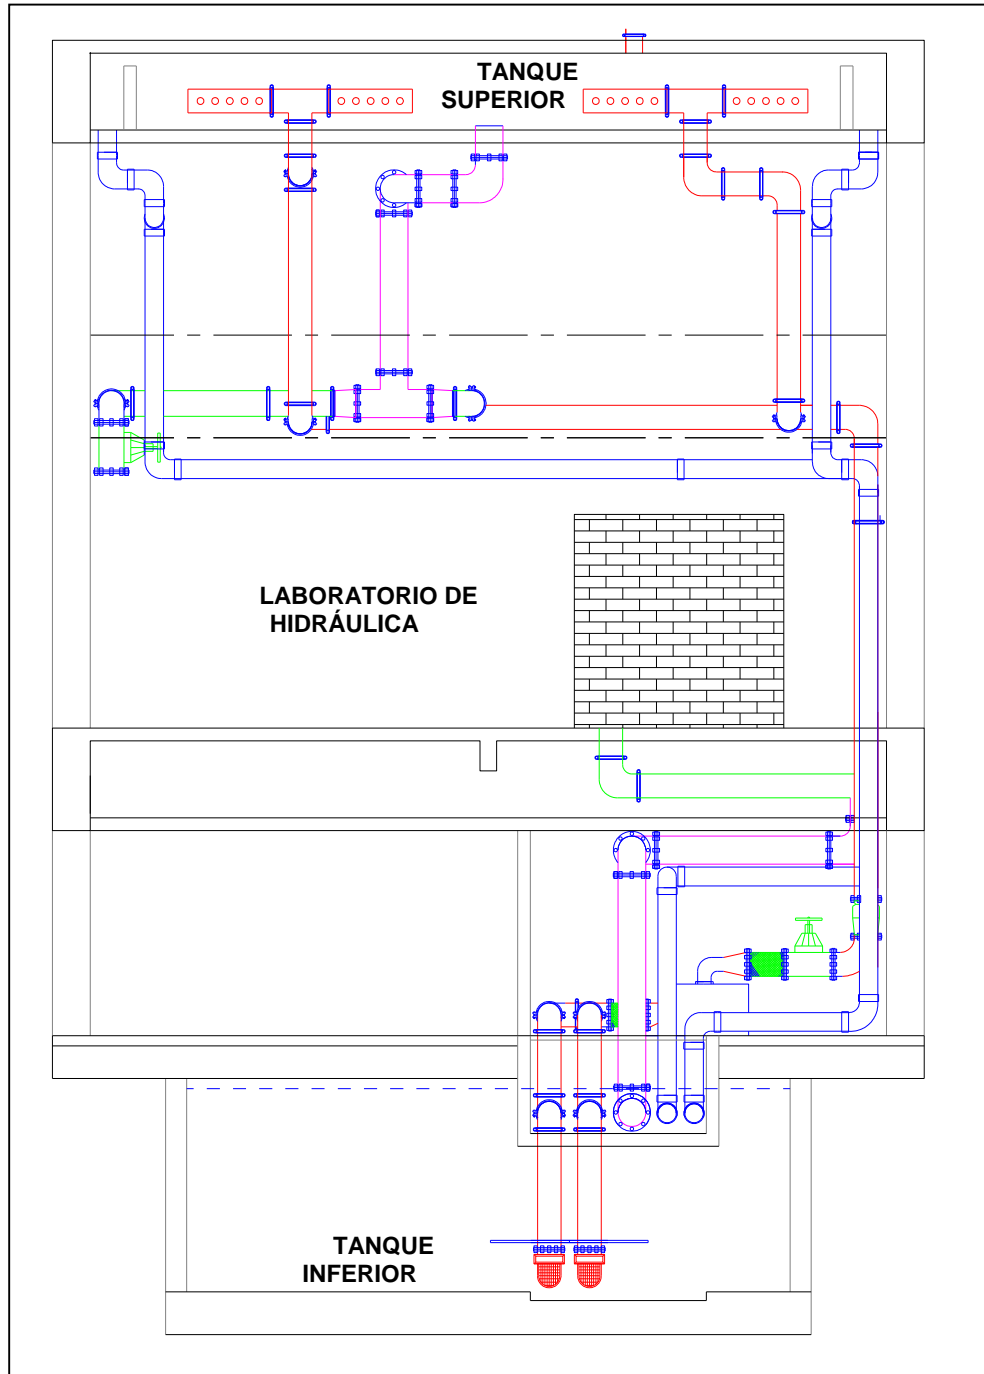 TANQUE
SUPERIOR
LABORATORIO DE
HIDRÁULICA
TANQUE
INFERIOR